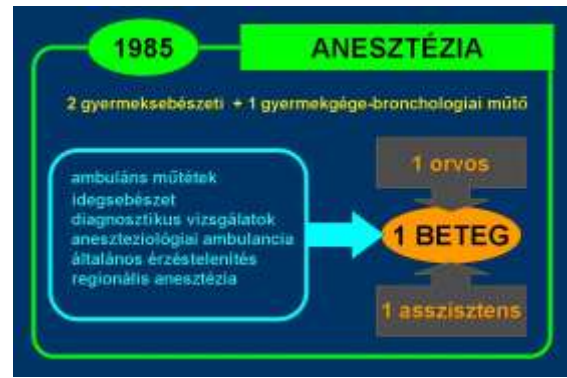 1985
ANESZTÉZIA
2 gyermeksebészeti + 1 gyermekgége-bronchologiai műtő
ambuláns műtétek
idegsebészet
diagnosztikus vizsgálatok
aneszteziológiai ambulancia
általános érzéstelenítés
regionális anesztézia
1 orvos
1 BETEG
1 asszisztens